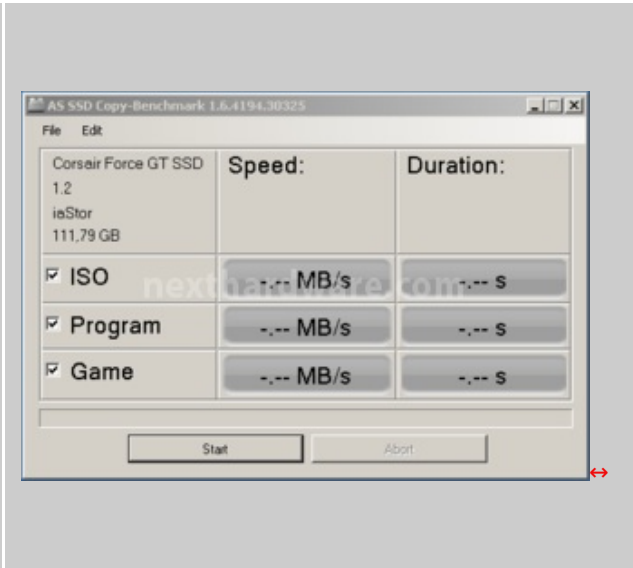 AS SSD Copy-Benchmark 1.6.4194.30325
File Edit
Corsair Force GT SSD
1.2
iaStor
111,79 GB
Speed:
Duration:
ISO
-.-- MB/s
-.-- s
nexthardware.com
Program
-.-- MB/s
-.-- s
Game
-.-- MB/s
-.-- s
Start
Abort